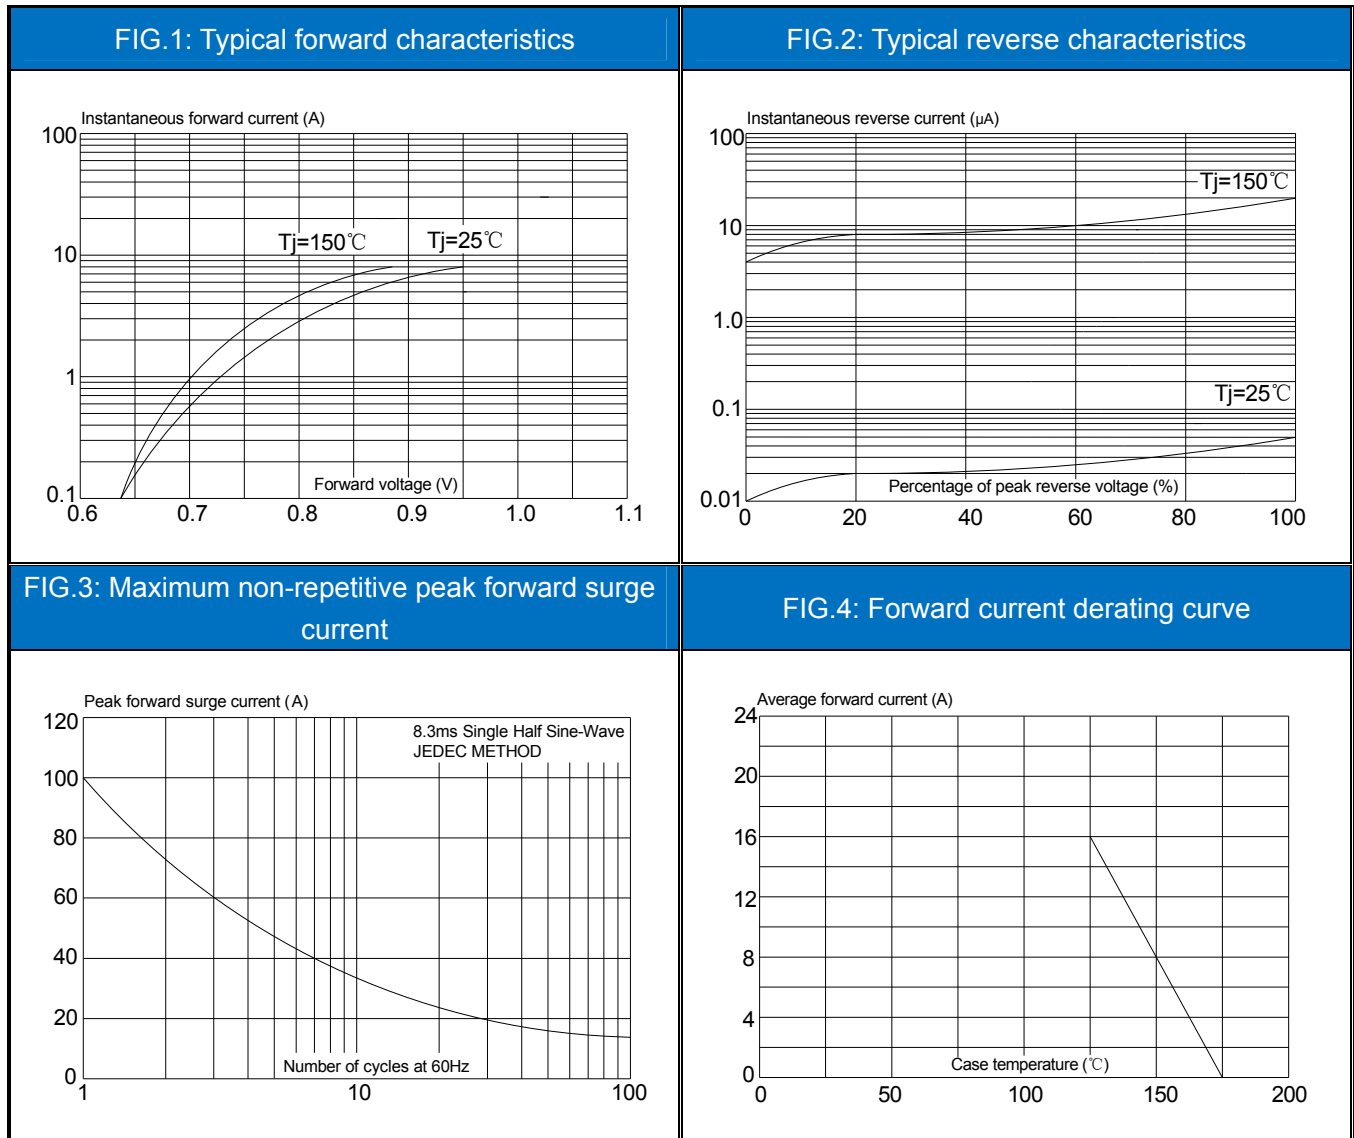 FIG.1: Typical forward characteristics
FIG.2: Typical reverse characteristics
Instantaneous forward current (A)
100
10
1
0.1
Tj=150℃
Tj=25℃
Forward voltage (V)
0.6 0.7 0.8 0.9 1.0 1.1
Instantaneous reverse current (μA)
100
10
1.0
0.1
0.01
Tj=150℃
Tj=25℃
Percentage of peak reverse voltage (%)
0 20 40 60 80 100
FIG.3: Maximum non-repetitive peak forward surge
current
FIG.4: Forward current derating curve
Peak forward surge current (A)
120
100
80
60
40
20
0
8.3ms Single Half Sine-Wave
JEDEC METHOD
Number of cycles at 60Hz
1 10 100
Average forward current (A)
24
20
16
12
8
4
0
Case temperature (℃)
0 50 100 150 200